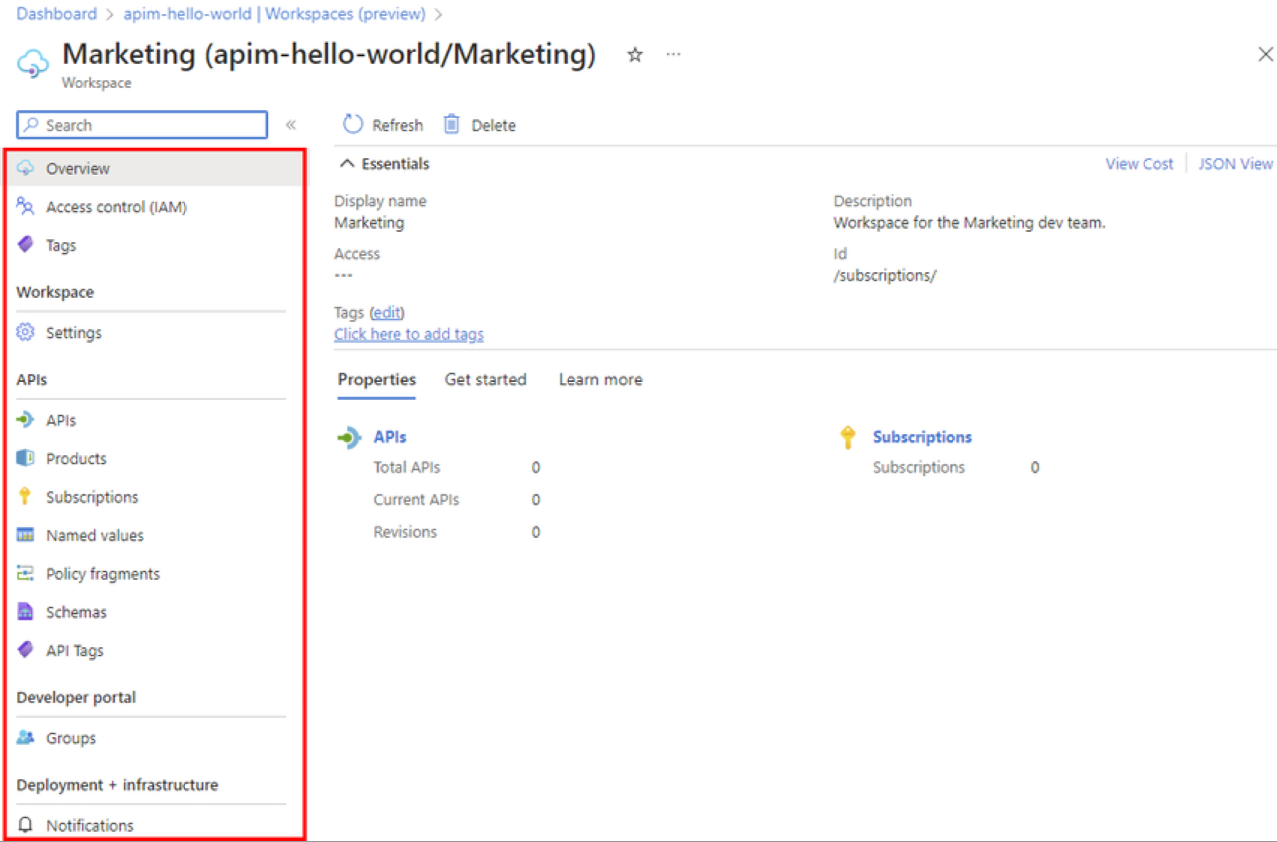 Dashboard > apim-hello-world | Workspaces (preview) >
Marketing (apim-hello-world/Marketing) ☆ ...
Workspace
Search «
Refresh Delete
Overview
Access control (IAM)
Tags
Workspace
Settings
APIs
APIs
Products
Subscriptions
Named values
Policy fragments
Schemas
API Tags
Developer portal
Groups
Deployment + infrastructure
Notifications
Essentials
View Cost JSON View
Display name
Marketing
Access
---
Description
Workspace for the Marketing dev team.
Id
/subscriptions/
Tags (edit)
Click here to add tags
Properties Get started Learn more
APIs
Total APIs 0
Current APIs 0
Revisions 0
Subscriptions
Subscriptions 0